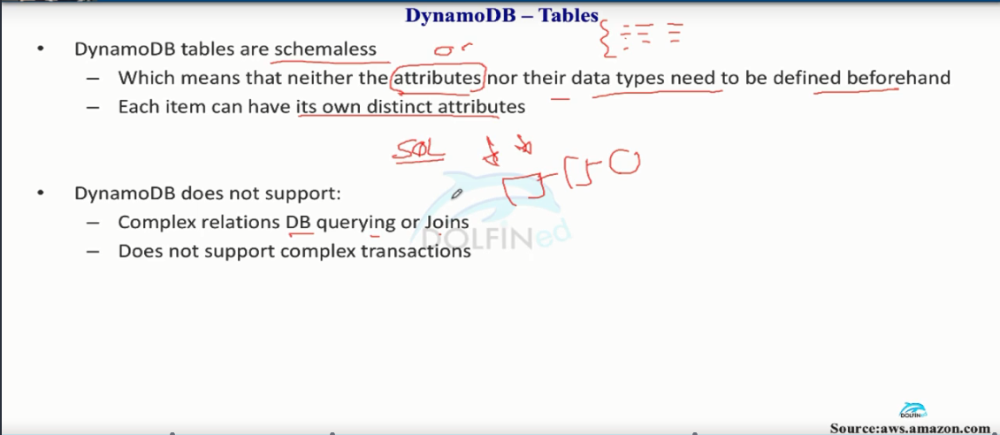 DynamoDB – Tables
• DynamoDB tables are schemaless
or
– Which means that neither the attributes nor their data types need to be defined beforehand
– Each item can have its own distinct attributes
SQL
• DynamoDB does not support:
– Complex relations DB querying or Joins
DOLFINed
– Does not support complex transactions
DOLFINed
Source:aws.amazon.com